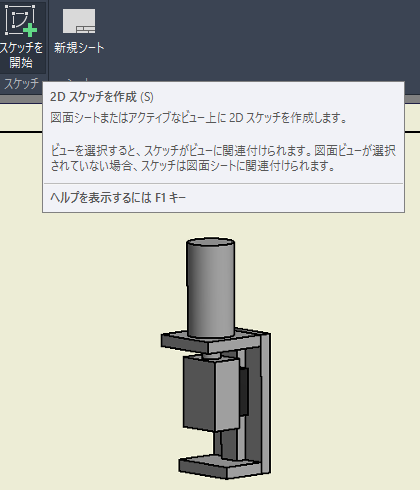 スケッチを
開始
新規シート
スケッチ
2D スケッチを作成 (S)
図面シートまたはアクティブなビュー上に 2D スケッチを作成します。
ビューを選択すると、スケッチがビューに関連付けられます。図面ビューが選択
されていない場合、スケッチは図面シートに関連付けられます。
ヘルプを表示するには F1 キー